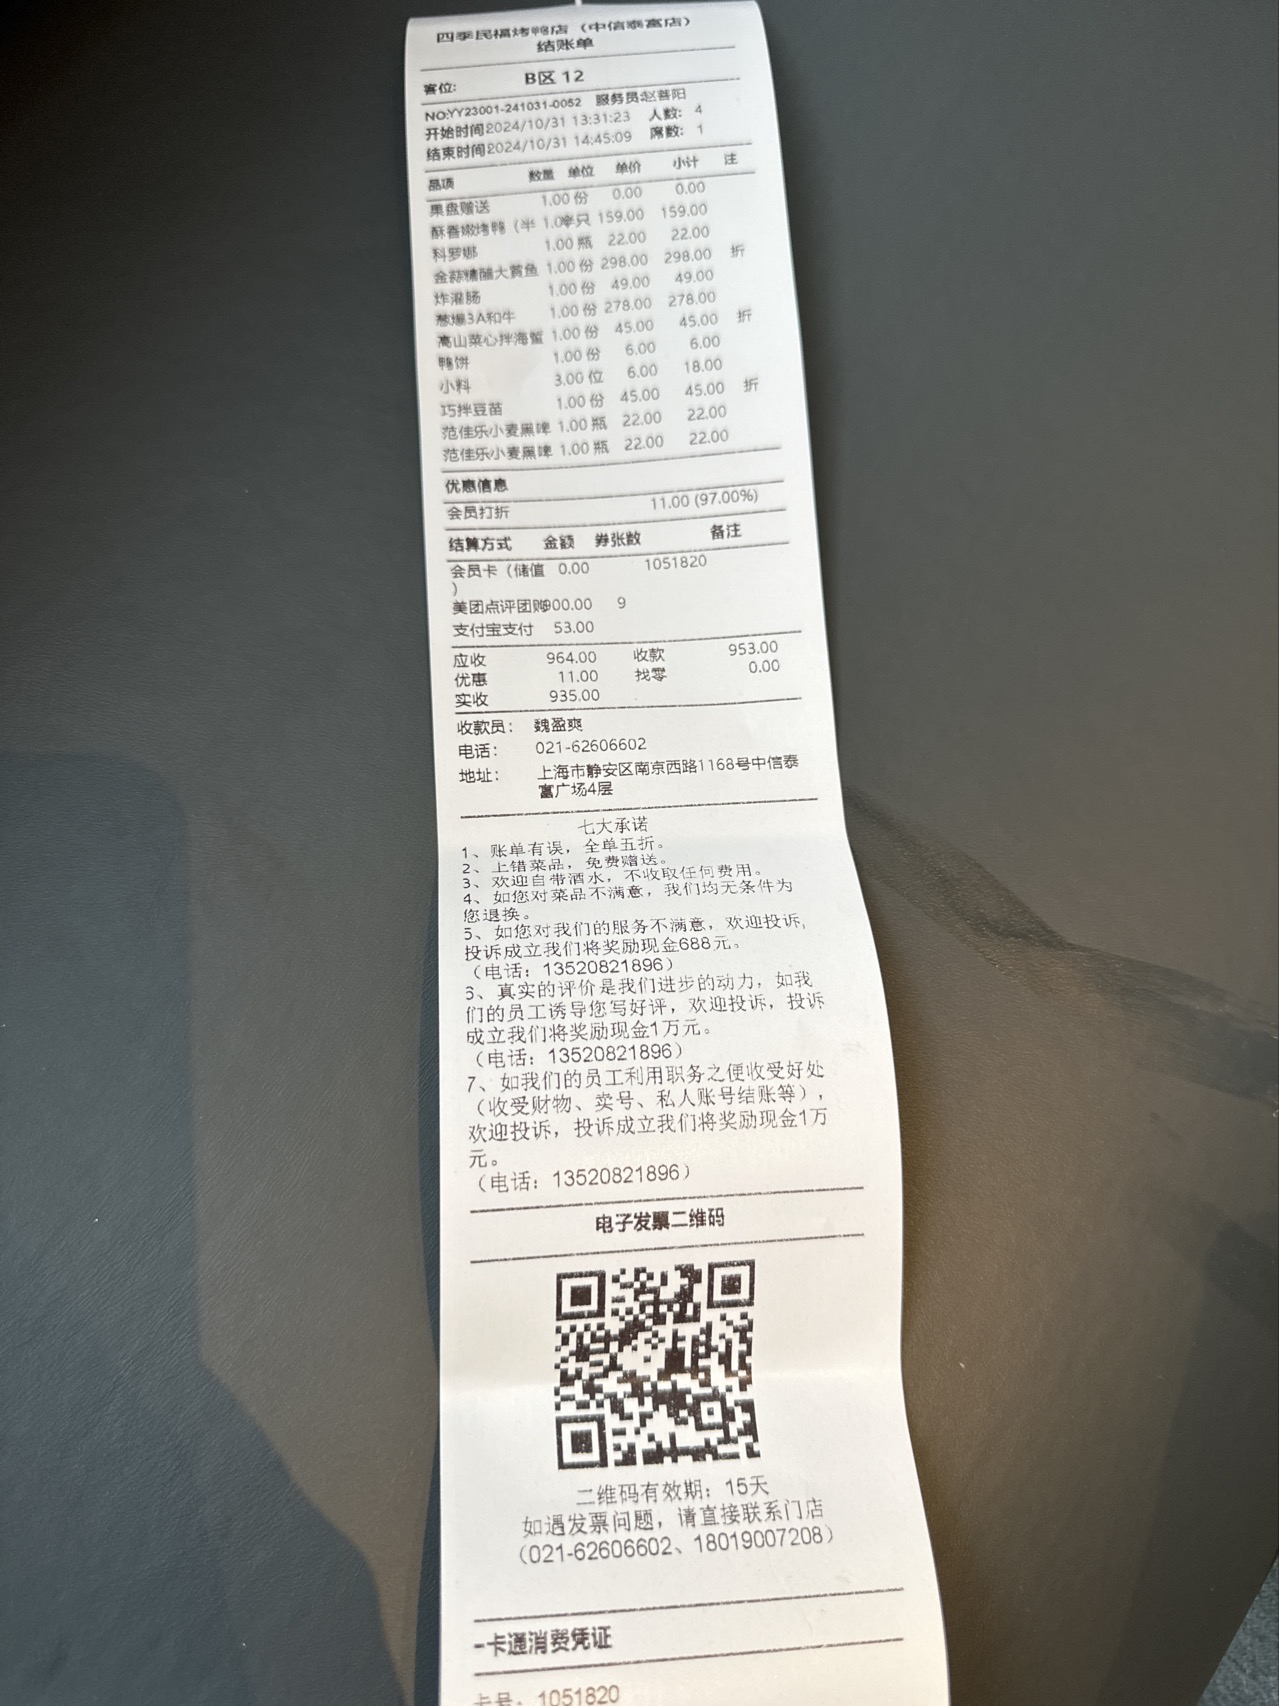 四季民福烤鸭店（中信泰富店）
结账单
客位: B区 12
NO:YY23001-241031-0052 服务员:赵菩阳
开始时间2024/10/31 13:31:23 人数: 4
结束时间2024/10/31 14:45:09 席数: 1
品项 数量 单位 单价 小计 注
果盘赠送 1.00 份 0.00 0.00
酥香嫩烤鸭（半 1.0半只 159.00 159.00
科罗娜 1.00 瓶 22.00 22.00
金蒜糟醋大黄鱼 1.00 份 298.00 298.00 折
炸灌肠 1.00 份 49.00 49.00
葱爆3A和牛 1.00 份 278.00 278.00
高山菜心拌海蜇 1.00 份 45.00 45.00 折
鸭饼 1.00 份 6.00 6.00
小料 3.00 位 6.00 18.00
巧拌豆苗 1.00 份 45.00 45.00 折
范佳乐小麦黑啤 1.00 瓶 22.00 22.00
范佳乐小麦黑啤 1.00 瓶 22.00 22.00
优惠信息
会员打折 11.00 (97.00%)
结算方式 金额 券张数 备注
会员卡（储值 0.00 1051820
）
美团点评团购900.00 9
支付宝支付 53.00
应收 964.00 收款 953.00
优惠 11.00 找零 0.00
实收 935.00
收款员: 魏盈爽
电话: 021-62606602
地址: 上海市静安区南京西路1168号中信泰
富广场4层
七大承诺
1、账单有误，全单五折。
2、上错菜品，免费赠送。
3、欢迎自带酒水，不收取任何费用。
4、如您对菜品不满意，我们均无条件为
您退换。
5、如您对我们的服务不满意，欢迎投诉，
投诉成立我们将奖励现金688元。
（电话：13520821896）
6、真实的评价是我们进步的动力，如我
们的员工诱导您写好评，欢迎投诉，投诉
成立我们将奖励现金1万元。
（电话：13520821896）
7、如我们的员工利用职务之便收受好处
（收受财物、卖号、私人账号结账等），
欢迎投诉，投诉成立我们将奖励现金1万
元。
（电话：13520821896）
电子发票二维码
二维码有效期：15天
如遇发票问题，请直接联系门店
（021-62606602、18019007208）
-卡通消费凭证
卡号：1051820